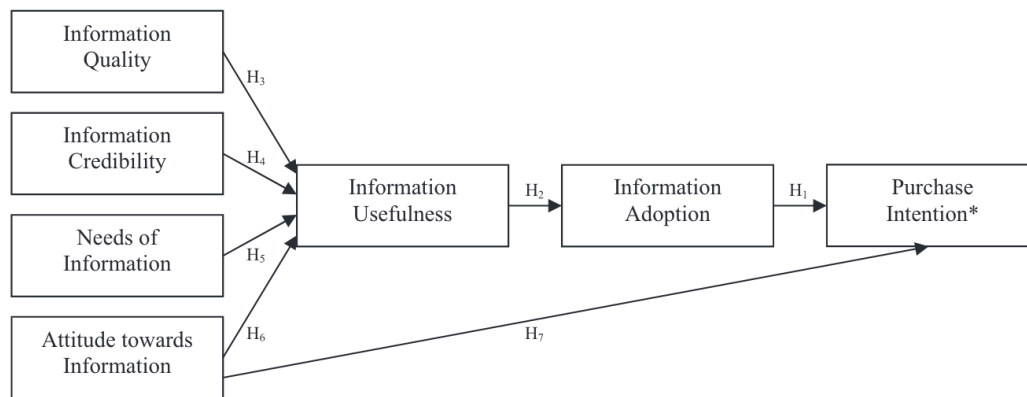 Information
Quality
H3
Information
Credibility
H4
Information
Usefulness
H2
Information
Adoption
H1
Purchase
Intention*
Needs of
Information
H5
Attitude towards
Information
H6
H7